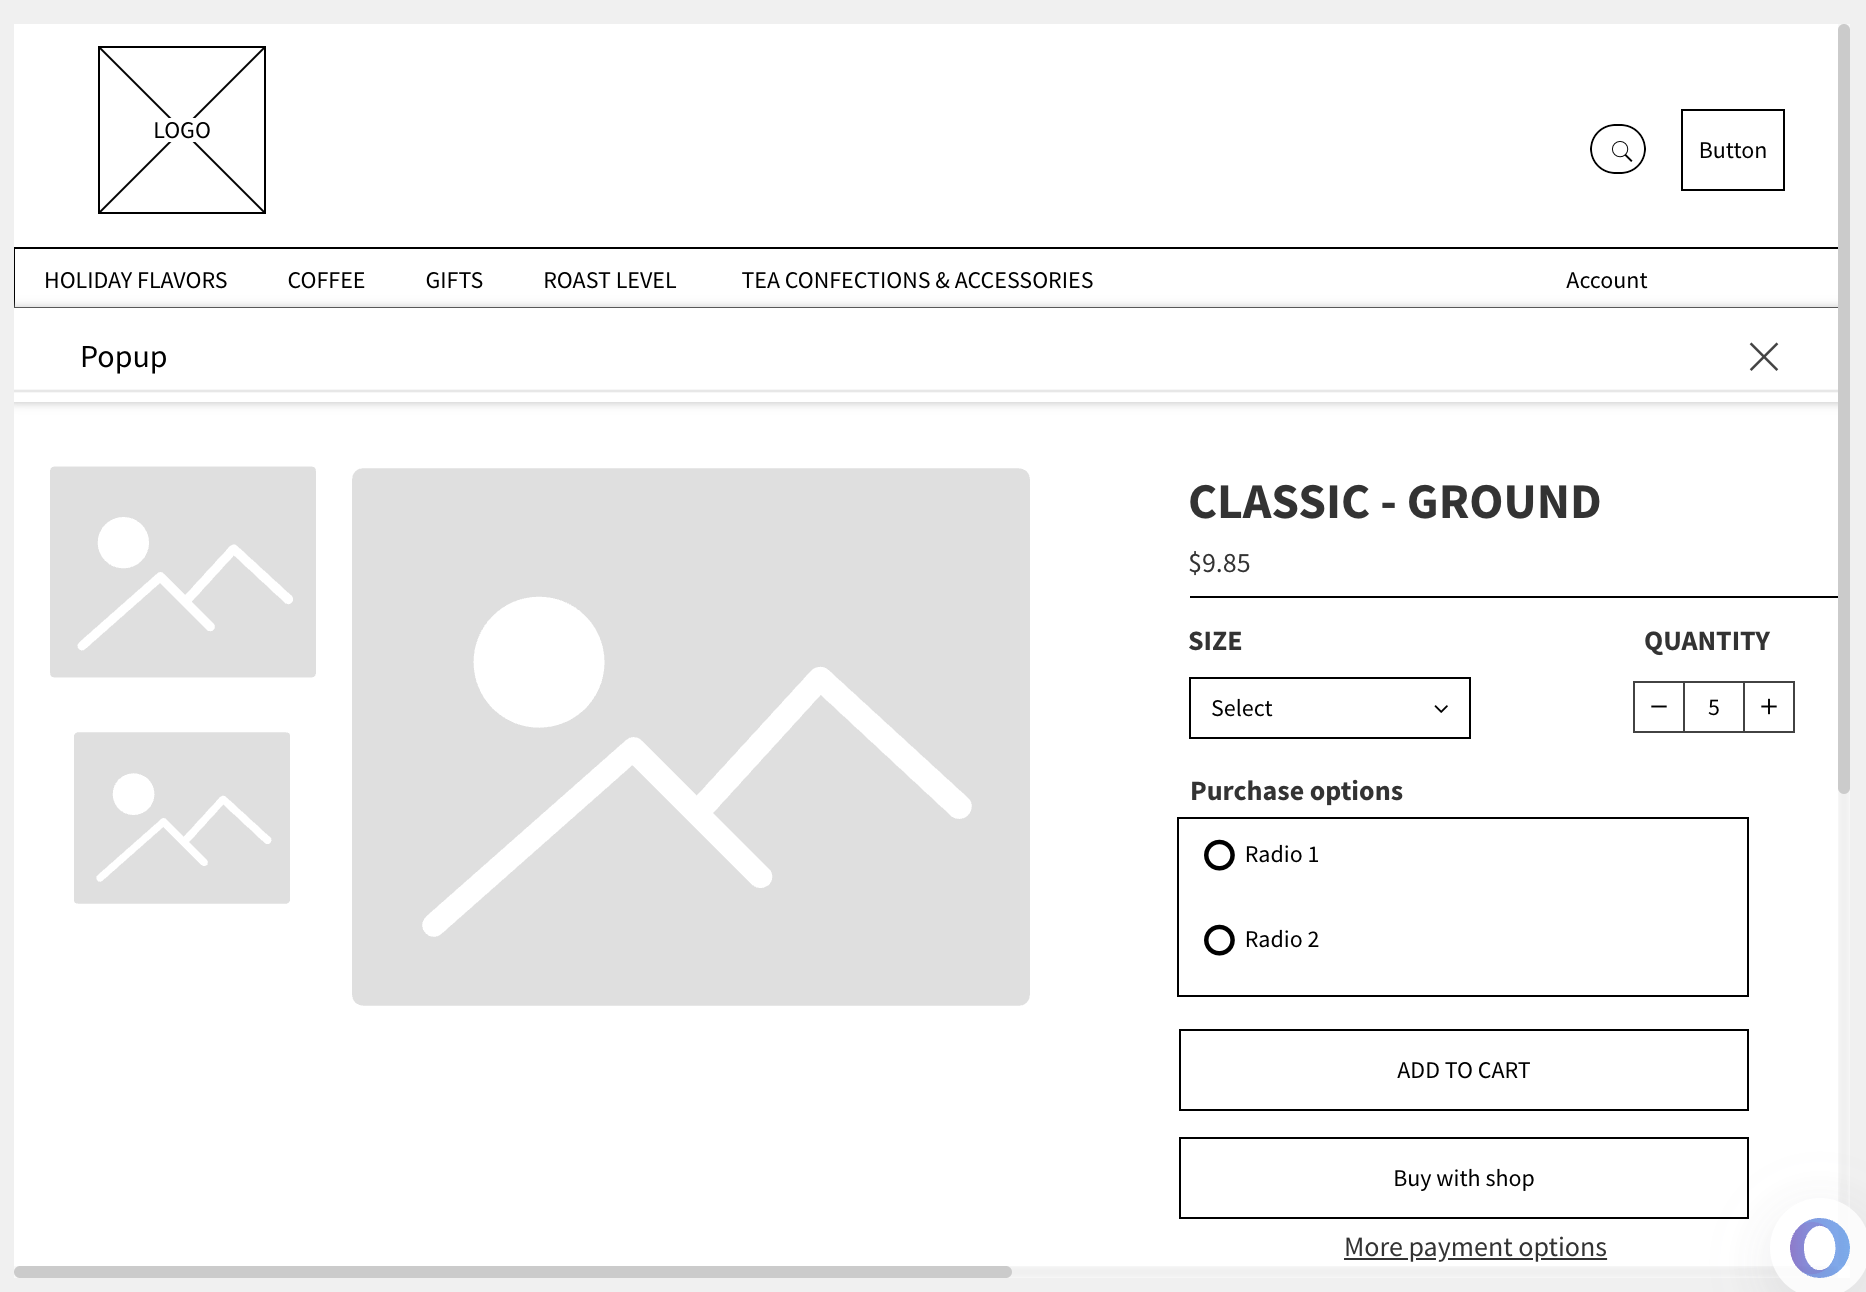 LOGO
Button
HOLIDAY FLAVORS COFFEE GIFTS ROAST LEVEL TEA CONFECTIONS & ACCESSORIES Account
Popup
CLASSIC - GROUND
$9.85
SIZE QUANTITY
Select − 5 +
Purchase options
Radio 1
Radio 2
ADD TO CART
Buy with shop
More payment options